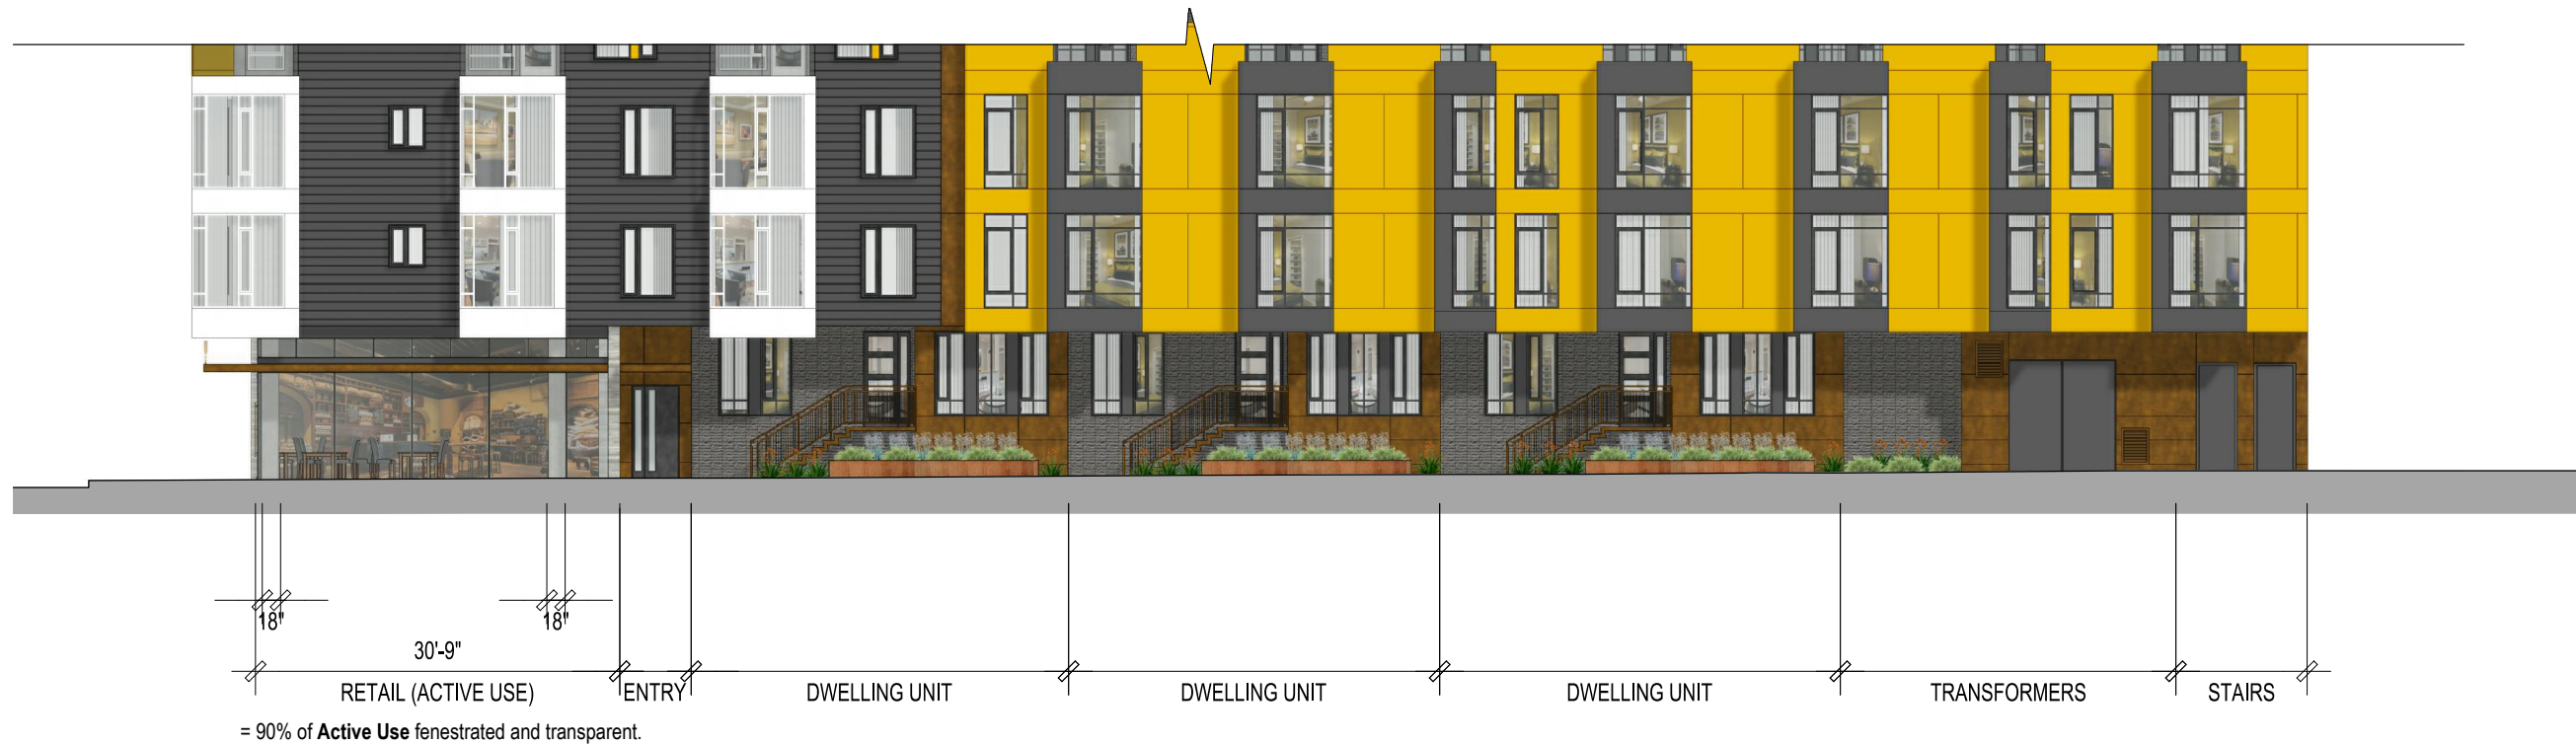 18" 18"
30'-9"
RETAIL (ACTIVE USE) ENTRY DWELLING UNIT DWELLING UNIT DWELLING UNIT TRANSFORMERS STAIRS
= 90% of Active Use fenestrated and transparent.